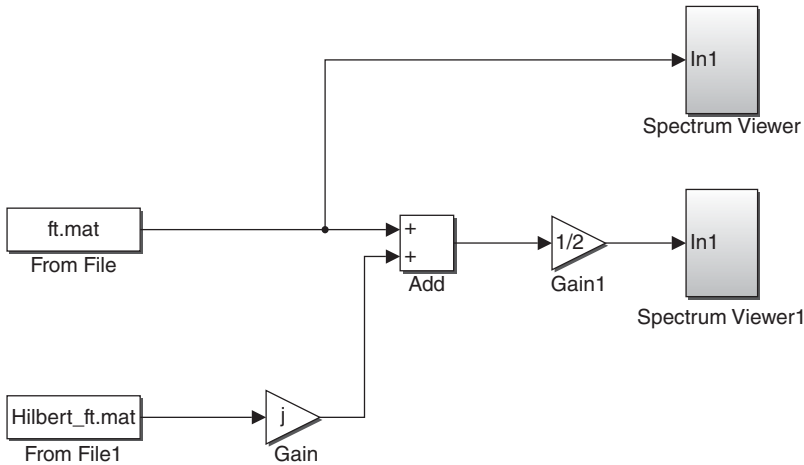 In1
Spectrum Viewer
ft.mat
From File
+
+
Add
1/2
Gain1
In1
Spectrum Viewer1
Hilbert_ft.mat
From File1
j
Gain